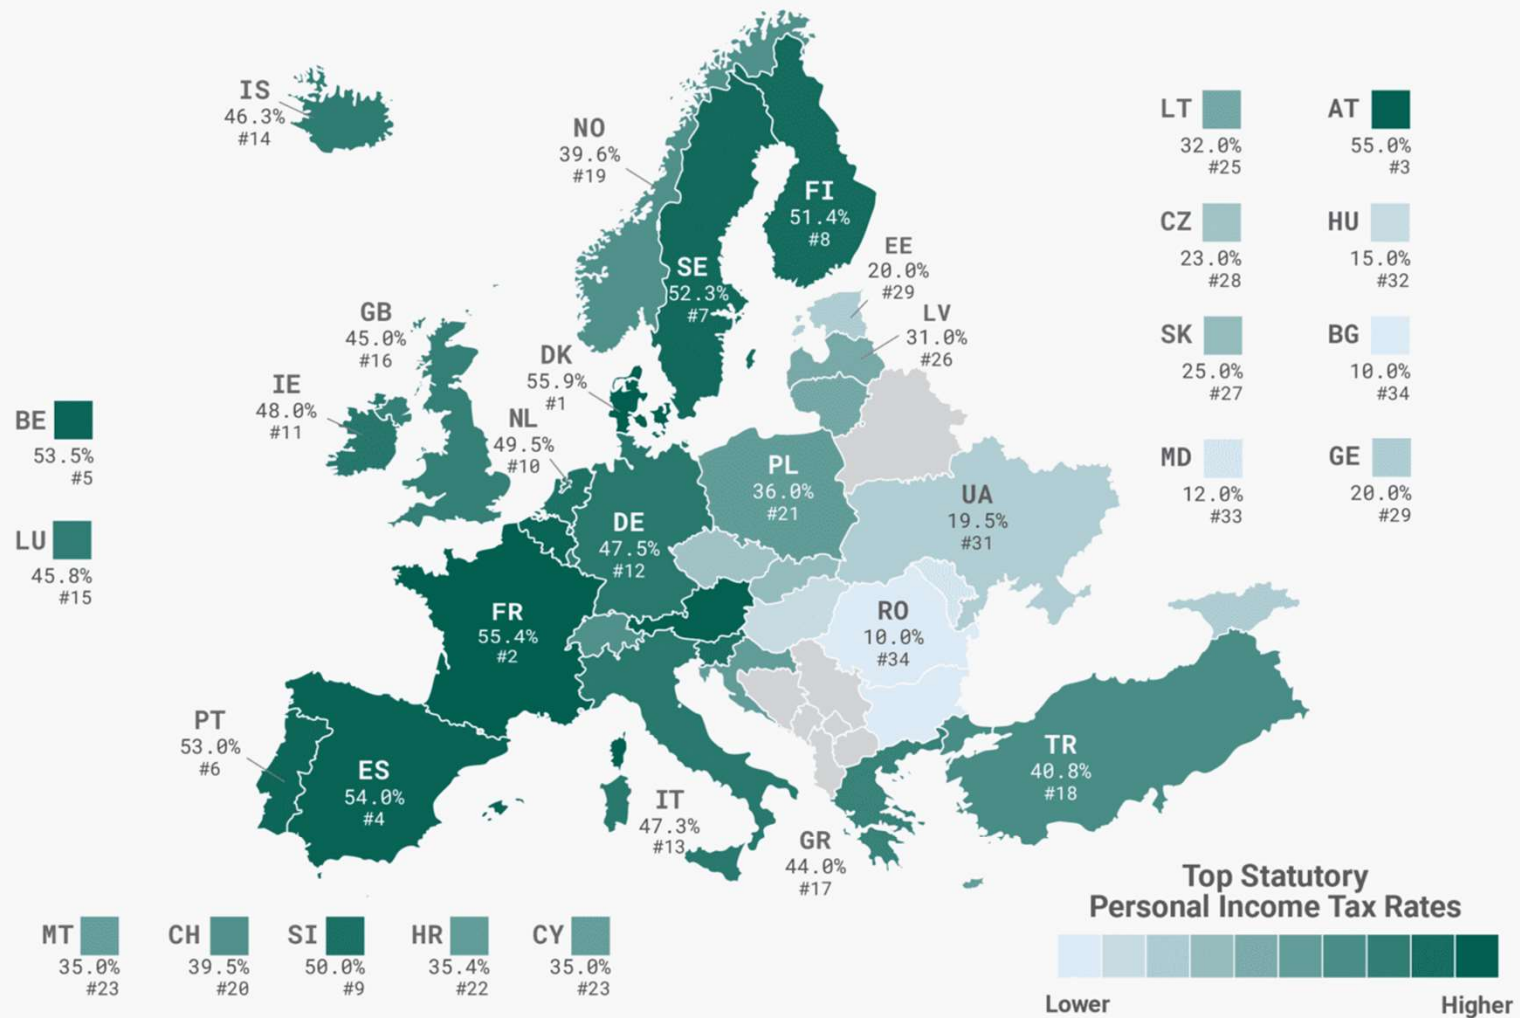 IS
46.3%
#14
NO
39.6%
#19
FI
51.4%
#8
SE
52.3%
#7
EE
20.0%
#29
LV
31.0%
#26
GB
45.0%
#16
IE
48.0%
#11
DK
55.9%
#1
NL
49.5%
#10
BE
53.5%
#5
LU
45.8%
#15
DE
47.5%
#12
PL
36.0%
#21
UA
19.5%
#31
FR
55.4%
#2
RO
10.0%
#34
PT
53.0%
#6
ES
54.0%
#4
IT
47.3%
#13
GR
44.0%
#17
TR
40.8%
#18
LT
32.0%
#25
AT
55.0%
#3
CZ
23.0%
#28
HU
15.0%
#32
SK
25.0%
#27
BG
10.0%
#34
MD
12.0%
#33
GE
20.0%
#29
MT
35.0%
#23
CH
39.5%
#20
SI
50.0%
#9
HR
35.4%
#22
CY
35.0%
#23
Top Statutory
Personal Income Tax Rates
Lower
Higher